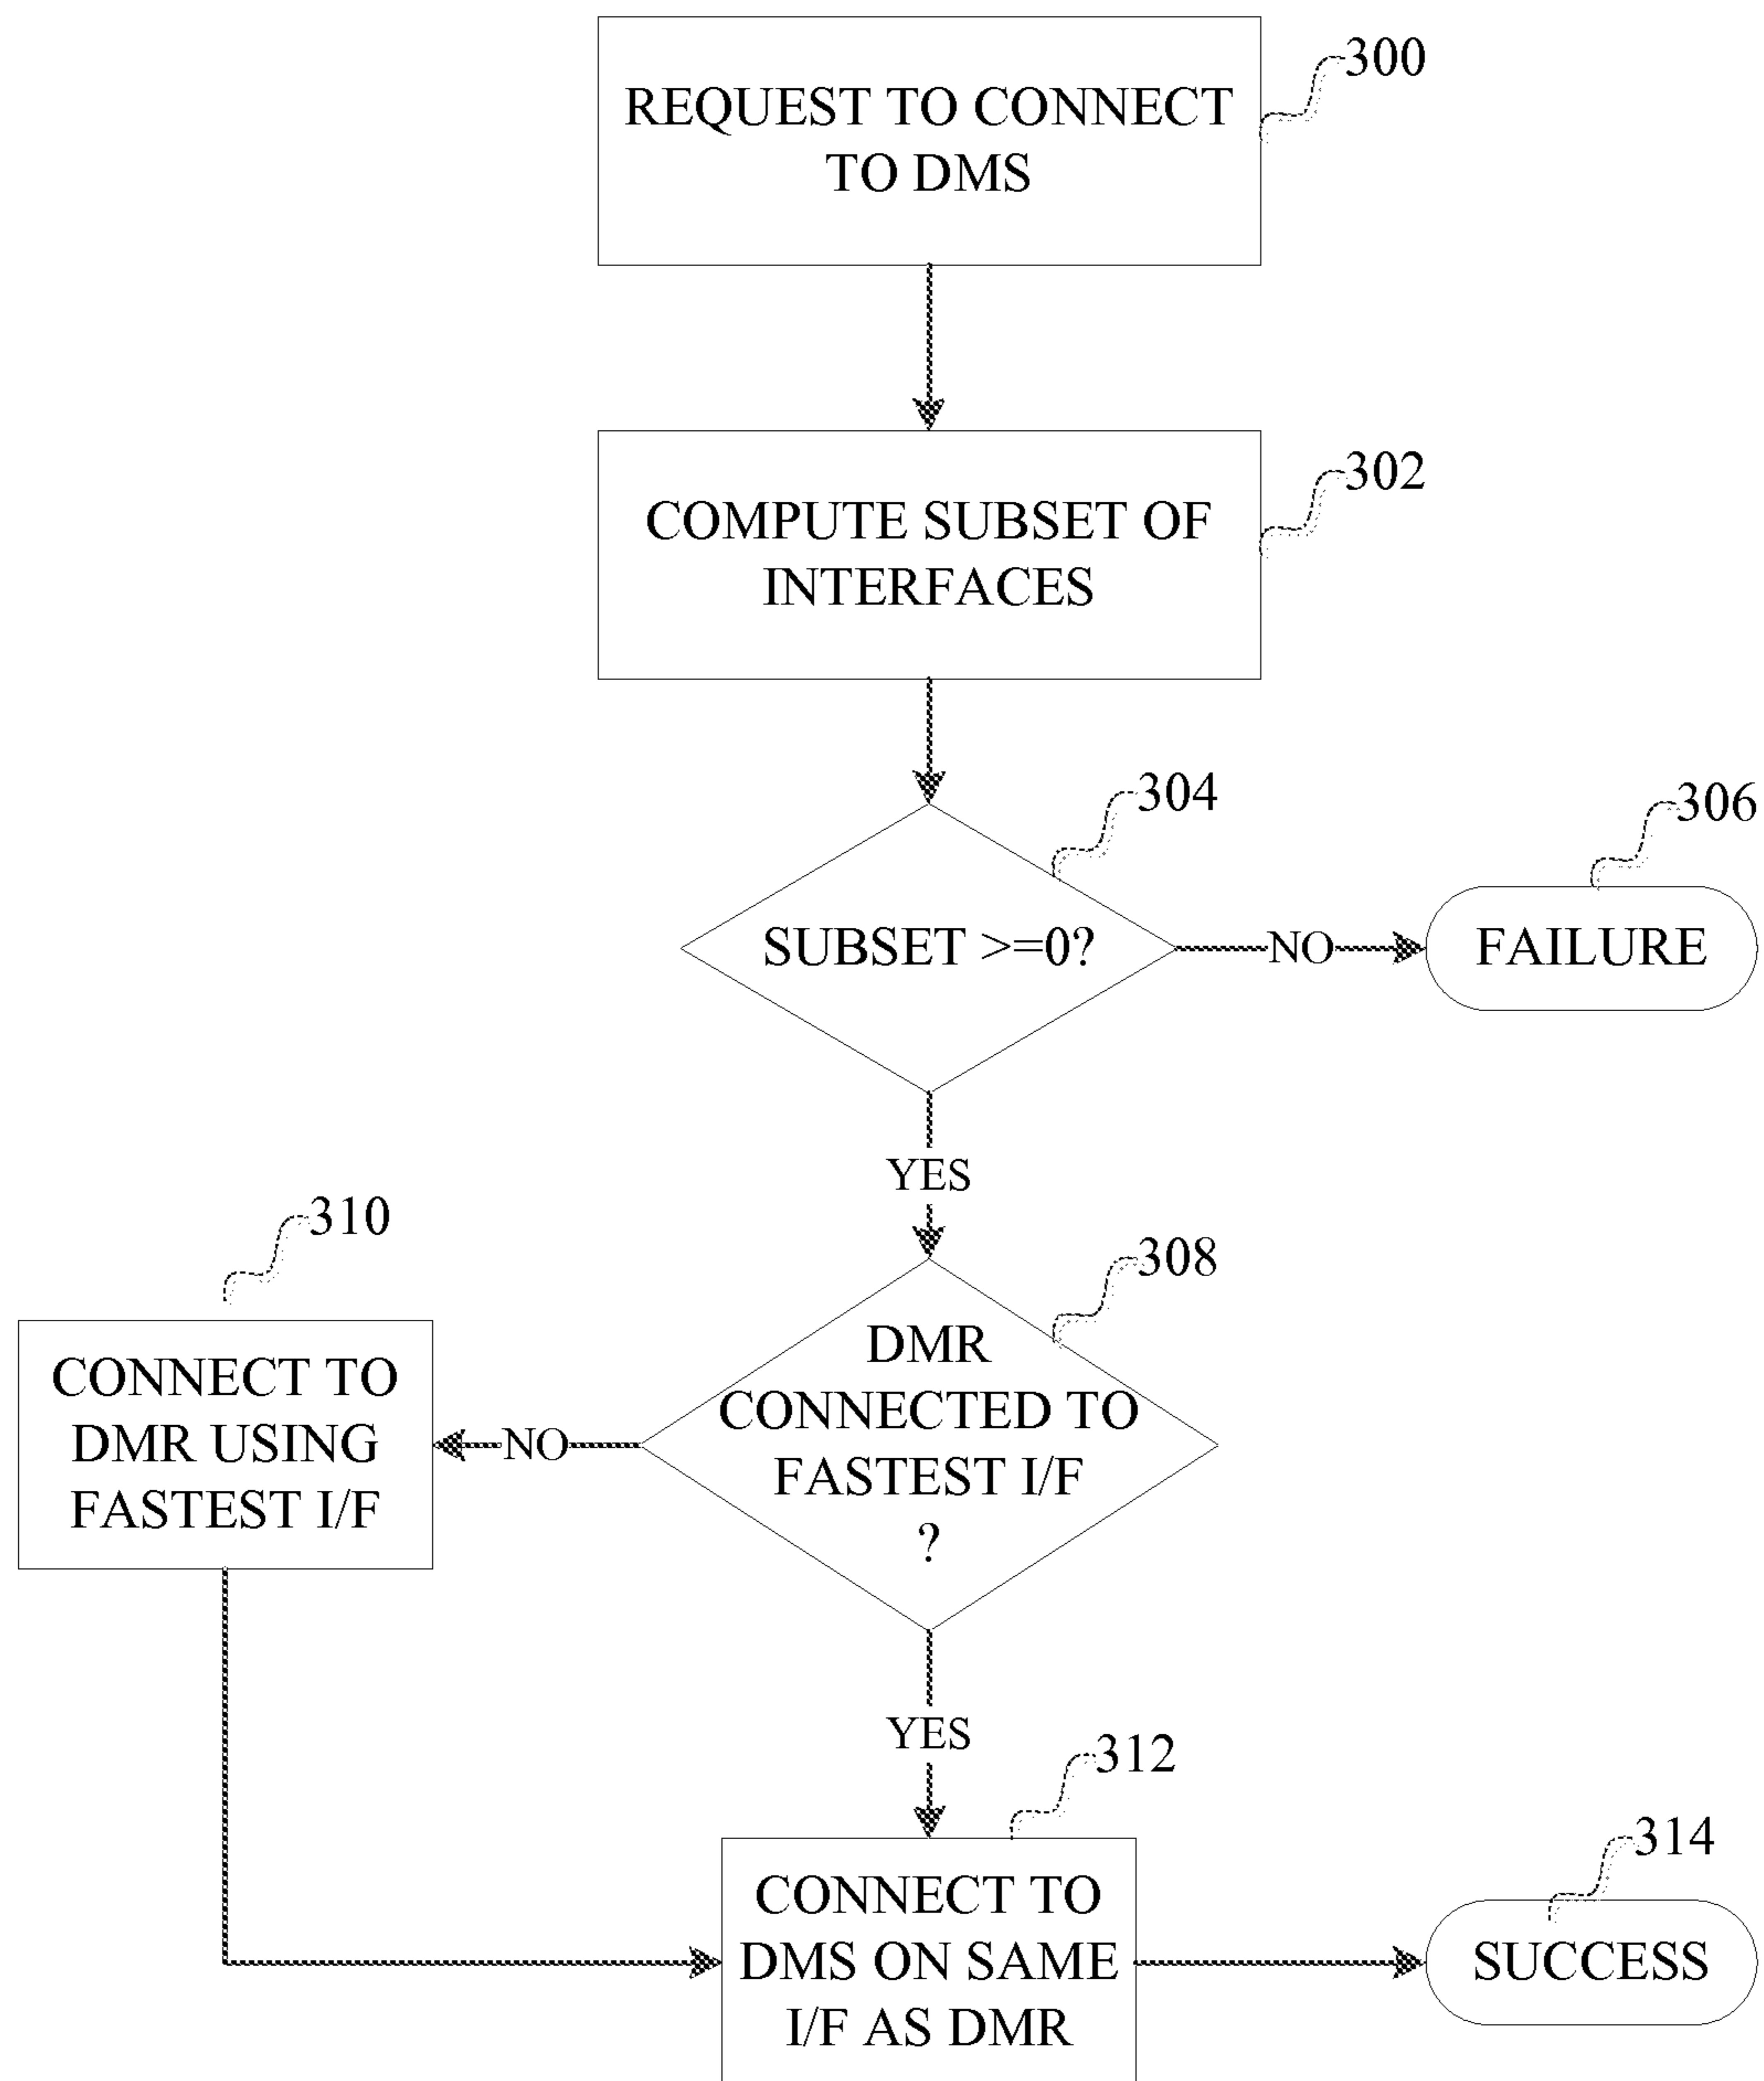 300
REQUEST TO CONNECT
TO DMS
302
COMPUTE SUBSET OF
INTERFACES
304
306
SUBSET >=0?
NO
FAILURE
YES
310
308
CONNECT TO
DMR USING
FASTEST I/F
NO
DMR
CONNECTED TO
FASTEST I/F
?
YES
312
314
CONNECT TO
DMS ON SAME
I/F AS DMR
SUCCESS